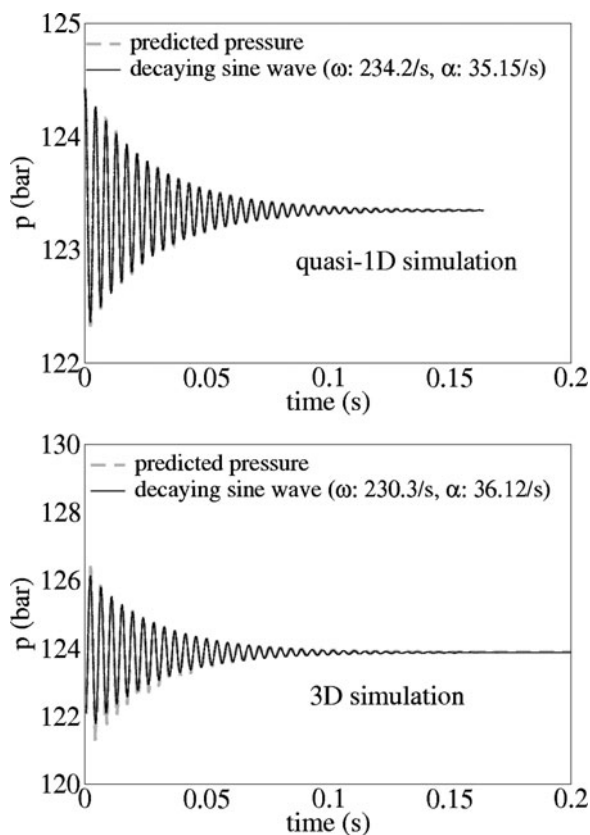 125
predicted pressure
decaying sine wave (ω: 234.2/s, α: 35.15/s)
124
p (bar)
123
quasi-1D simulation
122
0 0.05 0.1 0.15 0.2
time (s)
130
predicted pressure
128
decaying sine wave (ω: 230.3/s, α: 36.12/s)
126
p (bar)
124
122
3D simulation
120
0 0.05 0.1 0.15 0.2
time (s)